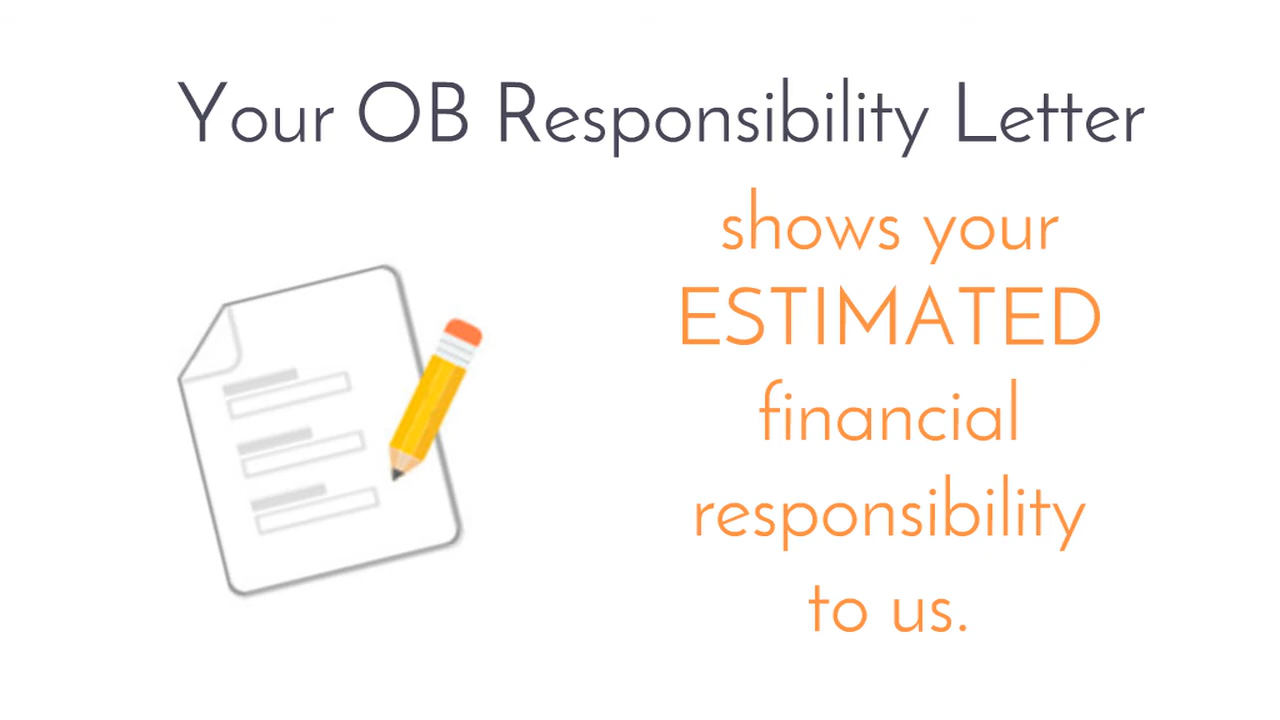 Your OB Responsibility Letter
shows your
ESTIMATED
financial
responsibility
to us.